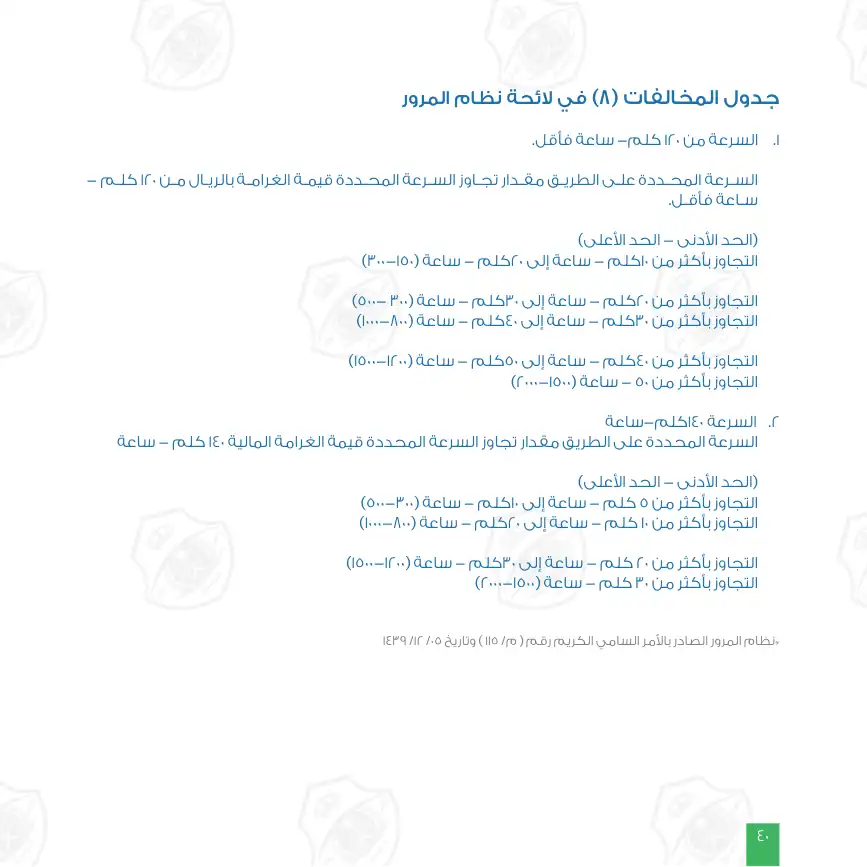 جدول المخالفات (٨) في لائحة نظام المرور
١. السرعة من ١٢٠ كلم– ساعة فأقل.
السرعة المحددة على الطريق مقدار تجاوز السرعة المحددة قيمة الغرامة بالريال من ١٢٠ كلم –
ساعة فأقل.
(الحد الأدنى – الحد الأعلى)
التجاوز بأكثر من ١٠كلم – ساعة إلى ٢٠كلم – ساعة (١٥٠–٣٠٠)
التجاوز بأكثر من ٢٠كلم – ساعة إلى ٣٠كلم – ساعة (٣٠٠ –٥٠٠)
التجاوز بأكثر من ٣٠كلم – ساعة إلى ٤٠كلم – ساعة (٨٠٠–١٠٠٠)
التجاوز بأكثر من ٤٠كلم – ساعة إلى ٥٠كلم – ساعة (١٢٠٠–١٥٠٠)
التجاوز بأكثر من ٥٠ – ساعة (١٥٠٠–٢٠٠٠)
٢. السرعة ١٤٠كلم–ساعة
السرعة المحددة على الطريق مقدار تجاوز السرعة المحددة قيمة الغرامة المالية ١٤٠ كلم – ساعة
(الحد الأدنى – الحد الأعلى)
التجاوز بأكثر من ٥ كلم – ساعة إلى ١٠كلم – ساعة (٣٠٠–٥٠٠)
التجاوز بأكثر من ١٠ كلم – ساعة إلى ٢٠كلم – ساعة (٨٠٠–١٠٠٠)
التجاوز بأكثر من ٢٠ كلم – ساعة إلى ٣٠كلم – ساعة (١٢٠٠–١٥٠٠)
التجاوز بأكثر من ٣٠ كلم – ساعة (١٥٠٠–٢٠٠٠)
*نظام المرور الصادر بالأمر السامي الكريم رقم ( م/ ١١٥ ) وتاريخ ٠٥/ ١٢/ ١٤٣٩
٤٠